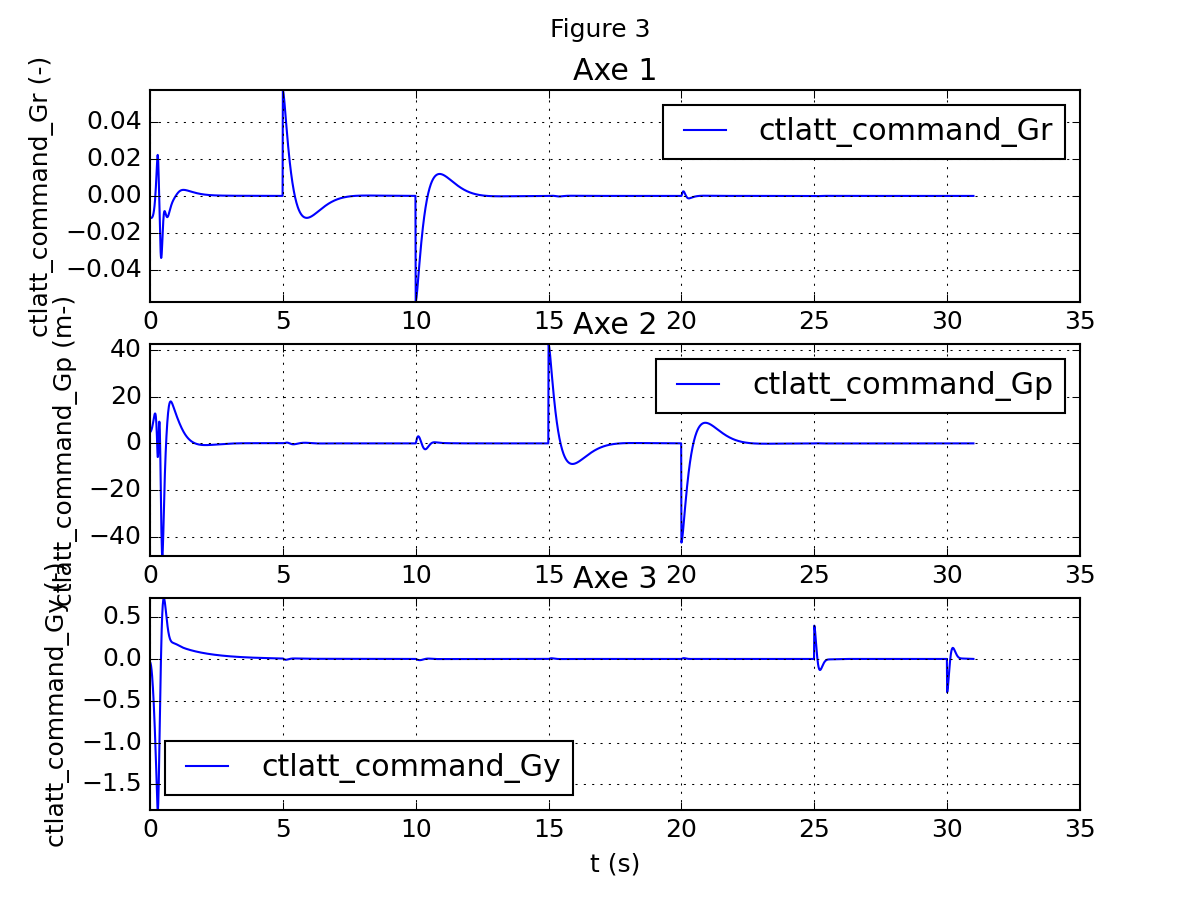 Figure 3
Axe 1
ctlatt_command_Gr (-)
0.04
0.02
0.00
−0.02
−0.04
ctlatt_command_Gr
0 5 10 15 20 25 30 35
Axe 2
ctlatt_command_Gp (m-)
40
20
0
−20
−40
ctlatt_command_Gp
0 5 10 15 20 25 30 35
Axe 3
ctlatt_command_Gy (-)
0.5
0.0
−0.5
−1.0
−1.5
ctlatt_command_Gy
0 5 10 15 20 25 30 35
t (s)